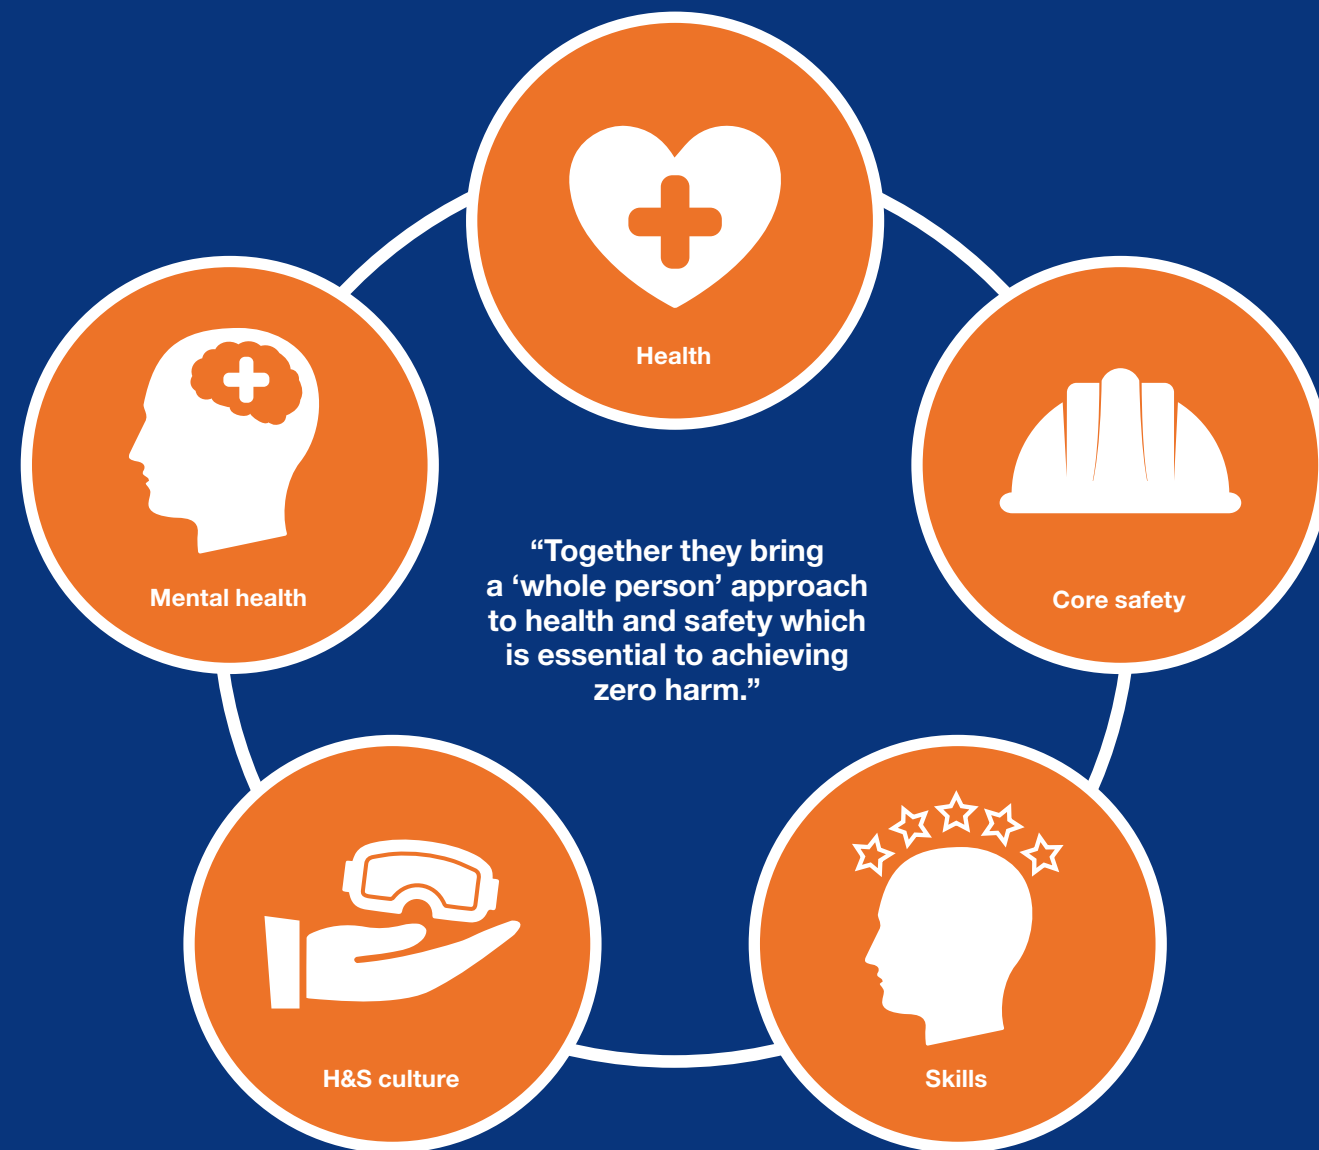 Health
Mental health
Core safety
“Together they bring
a ‘whole person’ approach
to health and safety which
is essential to achieving
zero harm.”
H&S culture
Skills